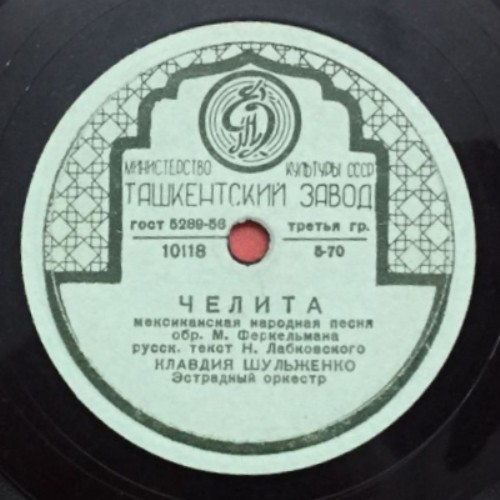 МИНИСТЕРСТВО КУЛЬТУРЫ СССР
ТАШКЕНТСКИЙ ЗАВОД
ГОСТ 5289-56 третья гр.
10118 5-70
ЧЕЛИТА
мексиканская народная песня
обр. М. Феркельмана
русск. текст Н. Лабковского
КЛАВДИЯ ШУЛЬЖЕНКО
Эстрадный оркестр